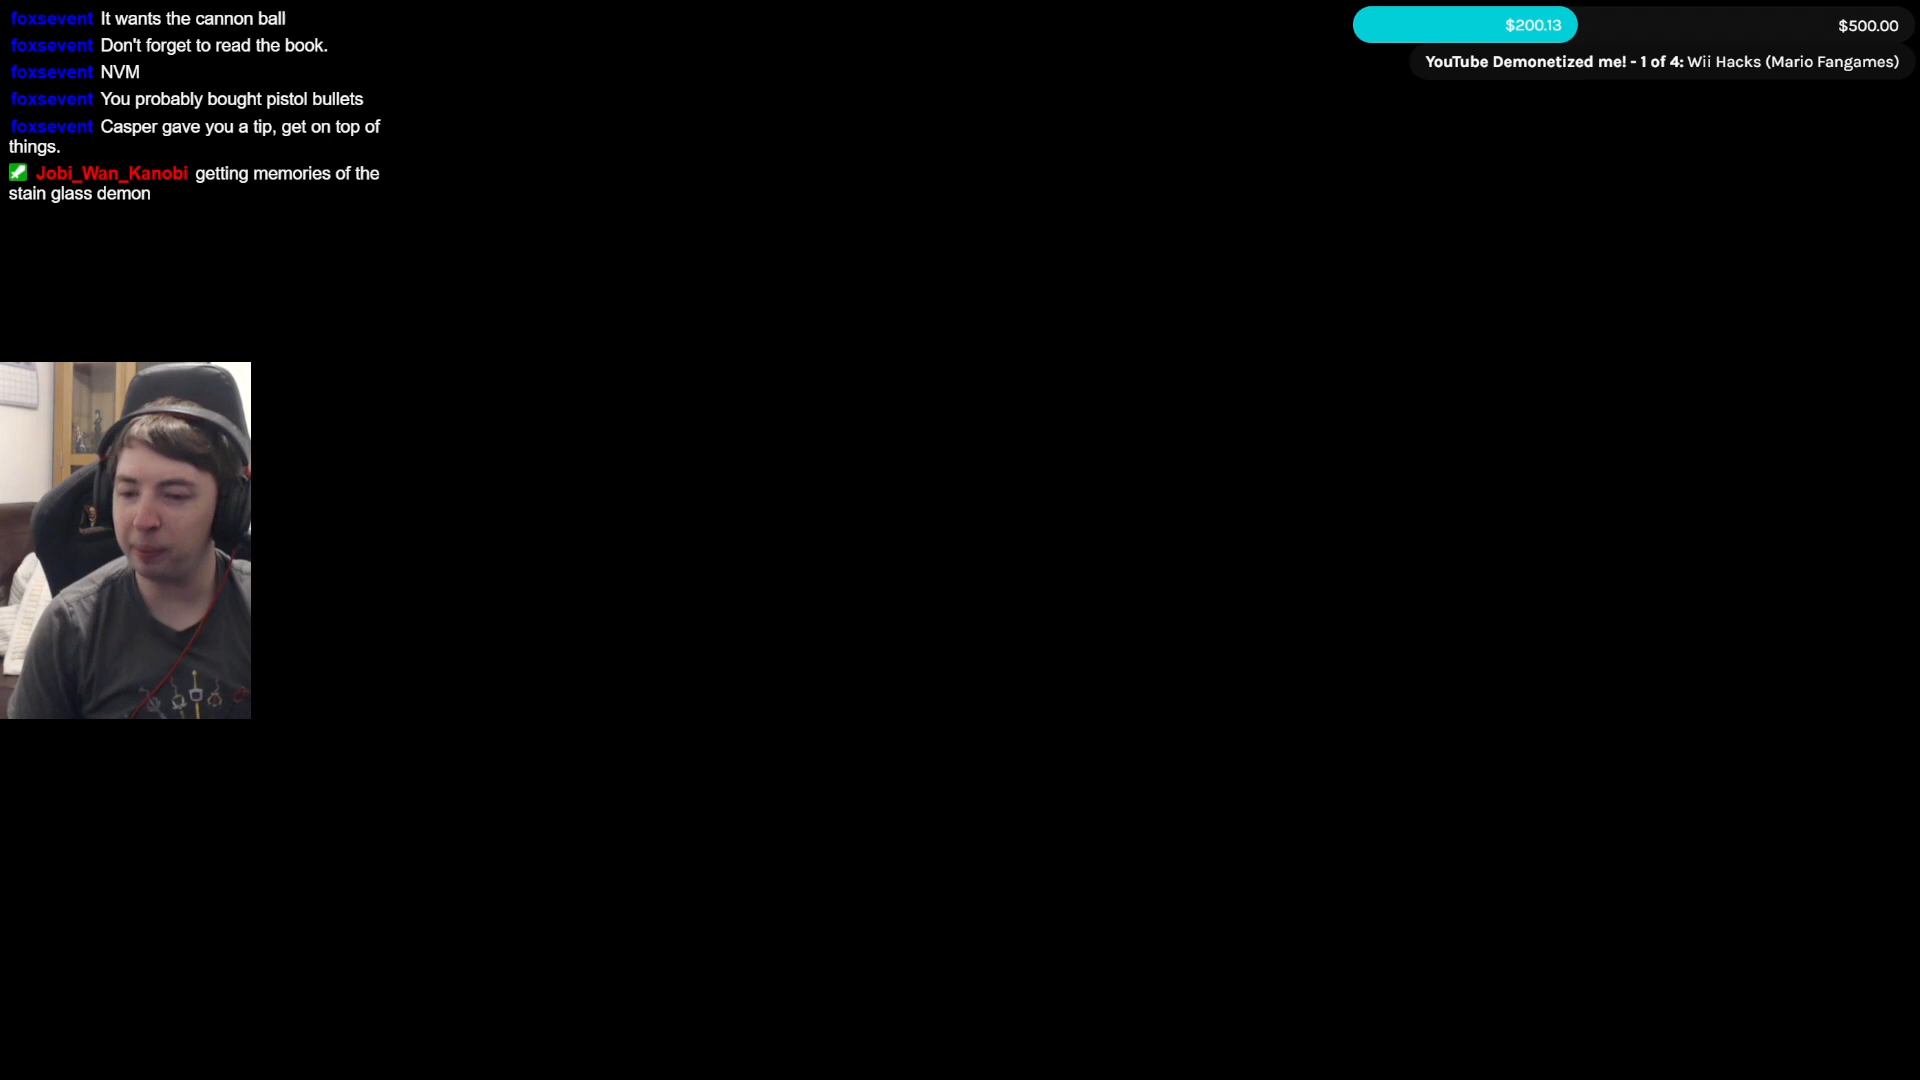 foxsevent It wants the cannon ball
foxsevent Don't forget to read the book.
foxsevent NVM
foxsevent You probably bought pistol bullets
foxsevent Casper gave you a tip, get on top of
things.
Jobi_Wan_Kanobi getting memories of the
stain glass demon
$200.13 $500.00
YouTube Demonetized me! - 1 of 4: Wii Hacks (Mario Fangames)